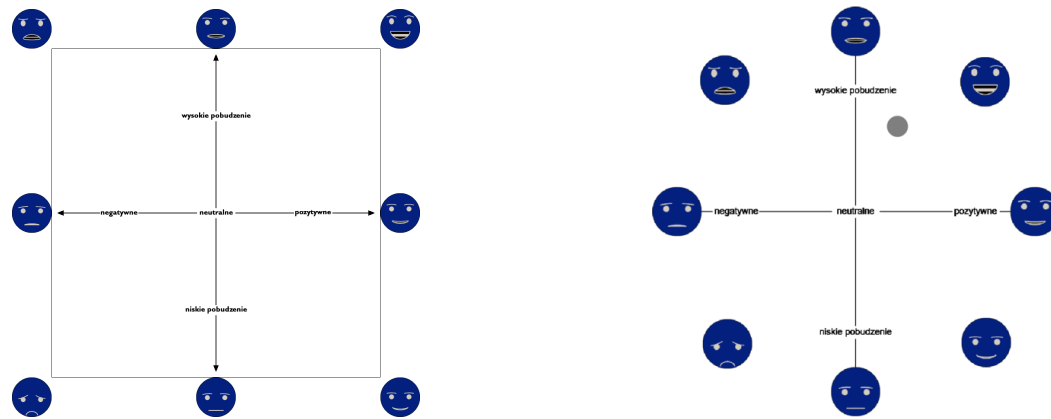 wysokie pobudzenie
negatywne
neutralne
pozytywne
niskie pobudzenie
wysokie pobudzenie
negatywne
neutralne
pozytywne
niskie pobudzenie